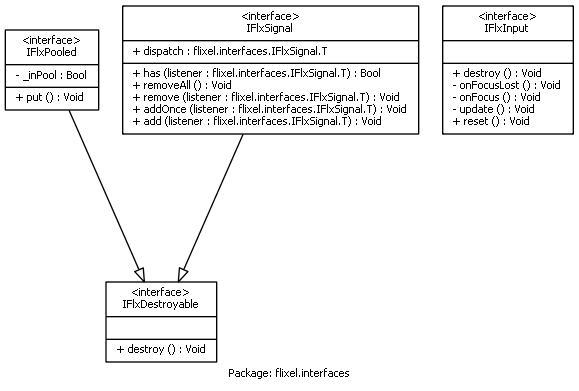 <interface>
IFlxPooled
- _inPool : Bool
+ put () : Void
<interface>
IFlxSignal
+ dispatch : flixel.interfaces.IFlxSignal.T
+ has (listener : flixel.interfaces.IFlxSignal.T) : Bool
+ removeAll () : Void
+ remove (listener : flixel.interfaces.IFlxSignal.T) : Void
+ addOnce (listener : flixel.interfaces.IFlxSignal.T) : Void
+ add (listener : flixel.interfaces.IFlxSignal.T) : Void
<interface>
IFlxInput
+ destroy () : Void
- onFocusLost () : Void
- onFocus () : Void
- update () : Void
+ reset () : Void
<interface>
IFlxDestroyable
+ destroy () : Void
Package: flixel.interfaces